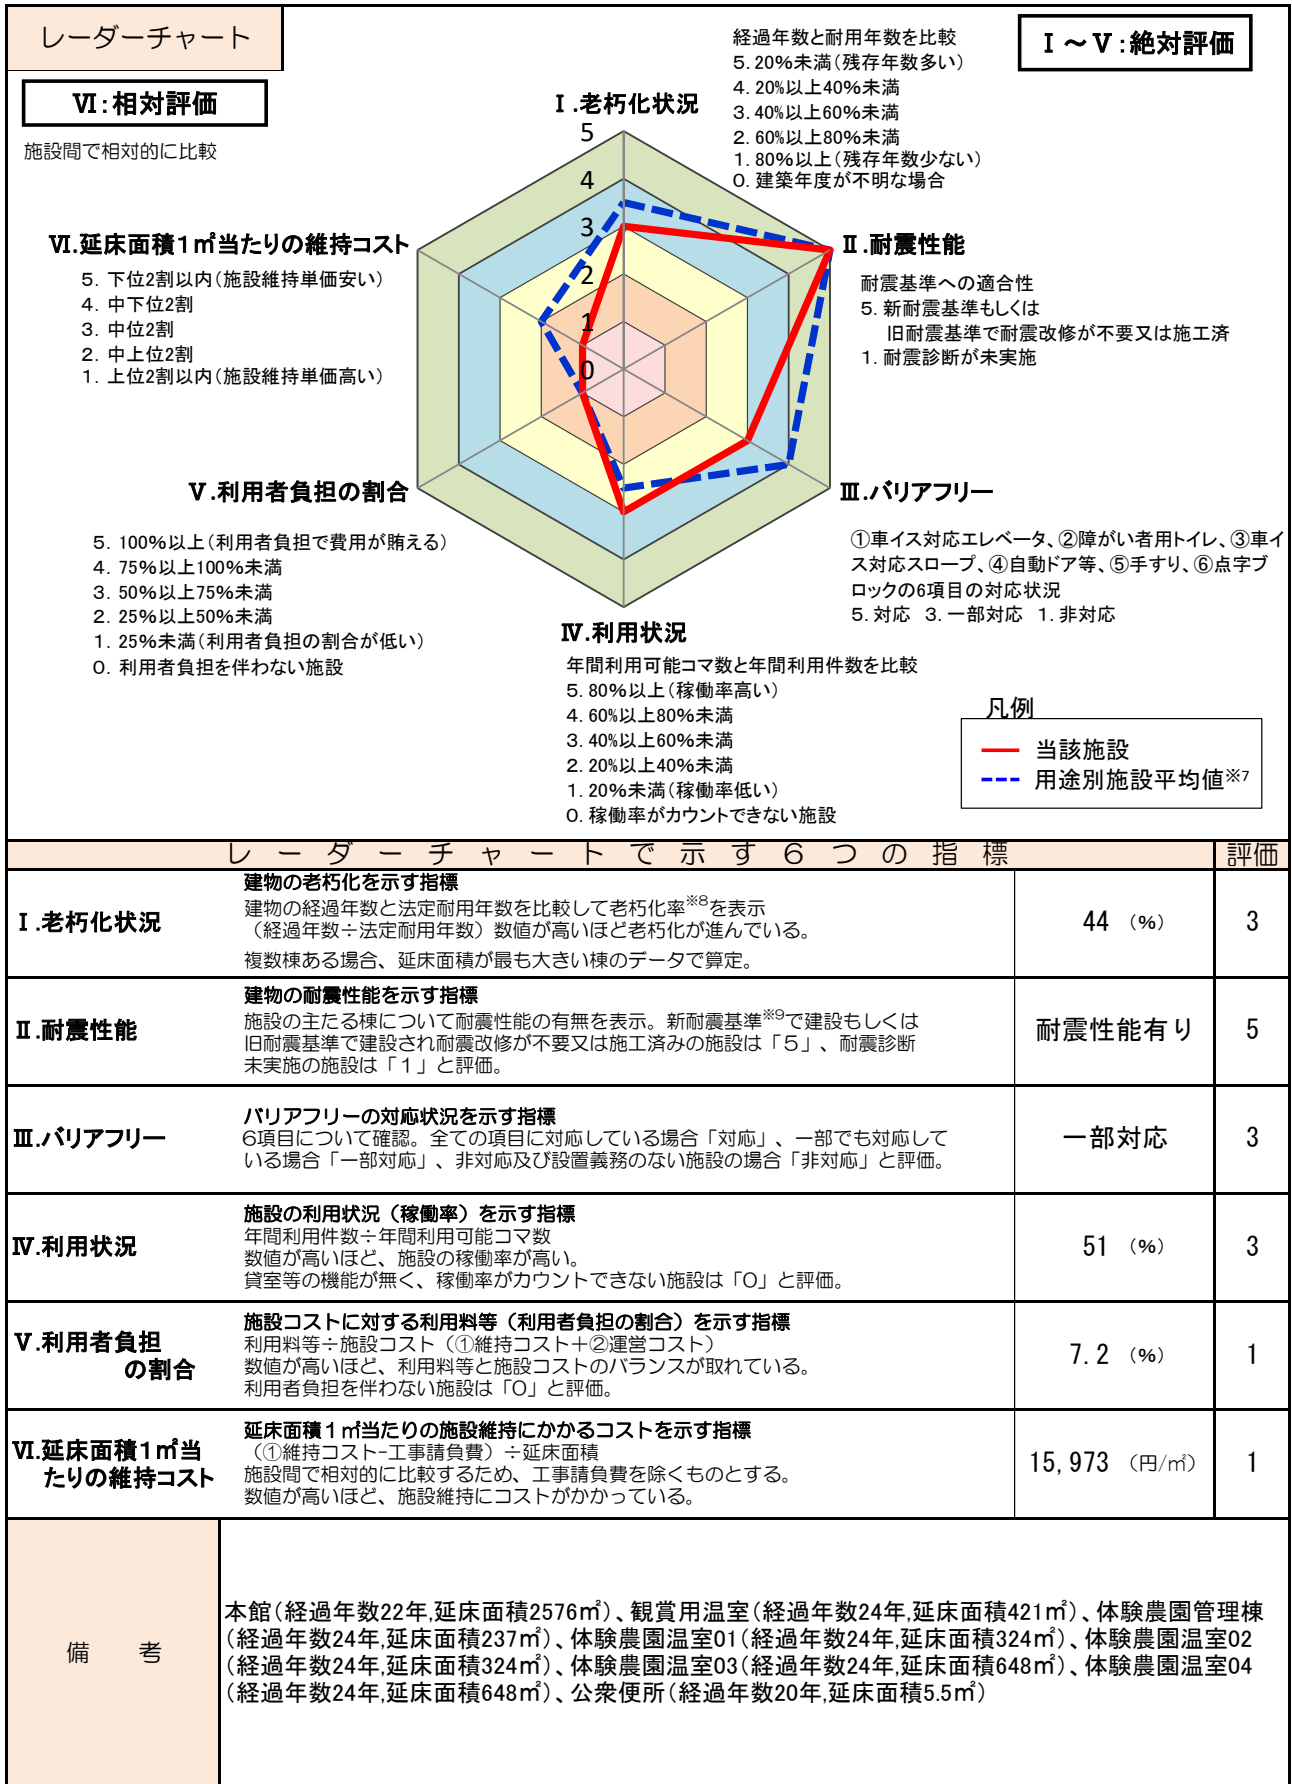 レーダーチャート
Ⅰ～Ⅴ:絶対評価
Ⅵ:相対評価
施設間で相対的に比較
Ⅰ.老朽化状況
経過年数と耐用年数を比較
5.20%未満(残存年数多い)
4.20%以上40%未満
3.40%以上60%未満
2.60%以上80%未満
1.80%以上(残存年数少ない)
0.建築年度が不明な場合
5
4
3
2
1
0
Ⅱ.耐震性能
耐震基準への適合性
5.新耐震基準もしくは
旧耐震基準で耐震改修が不要又は施工済
1.耐震診断が未実施
Ⅲ.バリアフリー
①車イス対応エレベータ、②障がい者用トイレ、③車イ
ス対応スロープ、④自動ドア等、⑤手すり、⑥点字ブ
ロックの6項目の対応状況
5.対応 3.一部対応 1.非対応
Ⅵ.延床面積1㎡当たりの維持コスト
5.下位2割以内(施設維持単価安い)
4.中下位2割
3.中位2割
2.中上位2割
1.上位2割以内(施設維持単価高い)
Ⅴ.利用者負担の割合
5.100%以上(利用者負担で費用が賄える)
4.75%以上100%未満
3.50%以上75%未満
2.25%以上50%未満
1.25%未満(利用者負担の割合が低い)
0.利用者負担を伴わない施設
Ⅳ.利用状況
年間利用可能コマ数と年間利用件数を比較
5.80%以上(稼働率高い)
4.60%以上80%未満
3.40%以上60%未満
2.20%以上40%未満
1.20%未満(稼働率低い)
0.稼働率がカウントできない施設
凡例
当該施設
用途別施設平均値※7
レーダーチャートで示す6つの指標 評価
Ⅰ.老朽化状況
建物の老朽化を示す指標
建物の経過年数と法定耐用年数を比較して老朽化率※8を表示
(経過年数÷法定耐用年数)数値が高いほど老朽化が進んでいる。
複数棟ある場合、延床面積が最も大きい棟のデータで算定。
44 (%) 3
Ⅱ.耐震性能
建物の耐震性能を示す指標
施設の主たる棟について耐震性能の有無を表示。新耐震基準※9で建設もしくは
旧耐震基準で建設され耐震改修が不要又は施工済みの施設は「5」、耐震診断
未実施の施設は「1」と評価。
耐震性能有り 5
Ⅲ.バリアフリー
バリアフリーの対応状況を示す指標
6項目について確認。全ての項目に対応している場合「対応」、一部でも対応して
いる場合「一部対応」、非対応及び設置義務のない施設の場合「非対応」と評価。
一部対応 3
Ⅳ.利用状況
施設の利用状況(稼働率)を示す指標
年間利用件数÷年間利用可能コマ数
数値が高いほど、施設の稼働率が高い。
貸室等の機能が無く、稼働率がカウントできない施設は「0」と評価。
51 (%) 3
Ⅴ.利用者負担
の割合
施設コストに対する利用料等(利用者負担の割合)を示す指標
利用料等÷施設コスト(①維持コスト+②運営コスト)
数値が高いほど、利用料等と施設コストのバランスが取れている。
利用者負担を伴わない施設は「0」と評価。
7.2 (%) 1
Ⅵ.延床面積1㎡当
たりの維持コスト
延床面積1㎡当たりの施設維持にかかるコストを示す指標
(①維持コスト-工事請負費)÷延床面積
施設間で相対的に比較するため、工事請負費を除くものとする。
数値が高いほど、施設維持にコストがかかっている。
15,973 (円/㎡) 1
備 考
本館(経過年数22年,延床面積2576㎡)、観賞用温室(経過年数24年,延床面積421㎡)、体験農園管理棟
(経過年数24年,延床面積237㎡)、体験農園温室01(経過年数24年,延床面積324㎡)、体験農園温室02
(経過年数24年,延床面積324㎡)、体験農園温室03(経過年数24年,延床面積648㎡)、体験農園温室04
(経過年数24年,延床面積648㎡)、公衆便所(経過年数20年,延床面積5.5㎡)